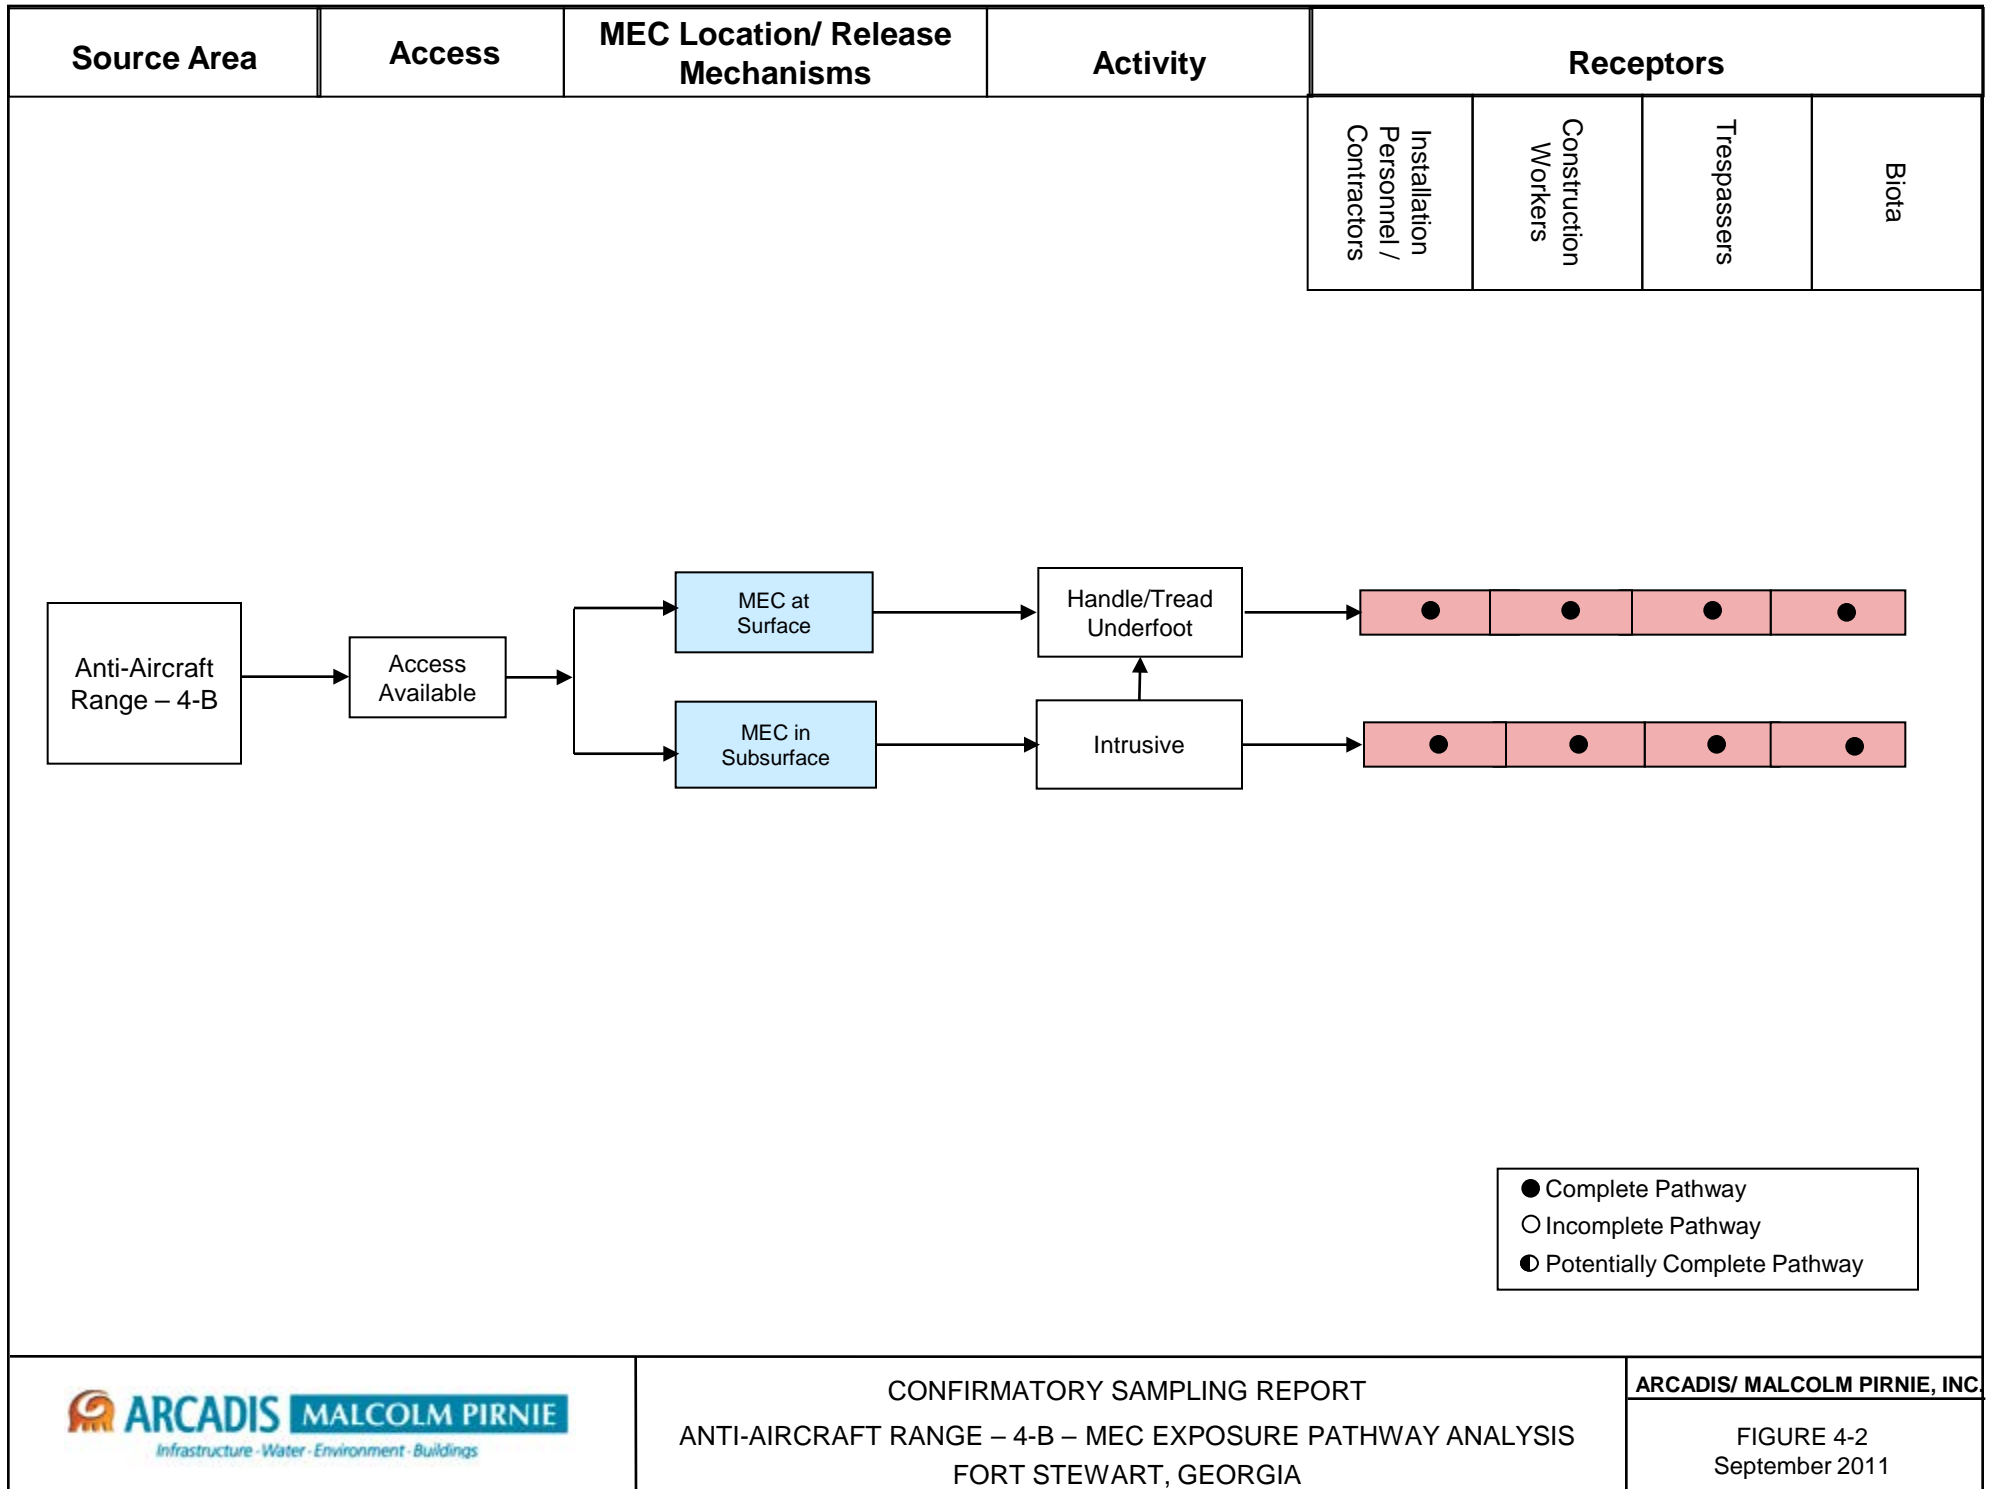 Source Area
Access
MEC Location/ Release
Mechanisms
Activity
Receptors
Installation
Personnel /
Contractors
Construction
Workers
Trespassers
Biota
Anti-Aircraft
Range – 4-B
Access
Available
MEC at
Surface
MEC in
Subsurface
Handle/Tread
Underfoot
Intrusive
Complete Pathway
Incomplete Pathway
Potentially Complete Pathway
ARCADIS MALCOLM PIRNIE
Infrastructure · Water · Environment · Buildings
CONFIRMATORY SAMPLING REPORT
ANTI-AIRCRAFT RANGE – 4-B – MEC EXPOSURE PATHWAY ANALYSIS
FORT STEWART, GEORGIA
ARCADIS/ MALCOLM PIRNIE, INC.
FIGURE 4-2
September 2011